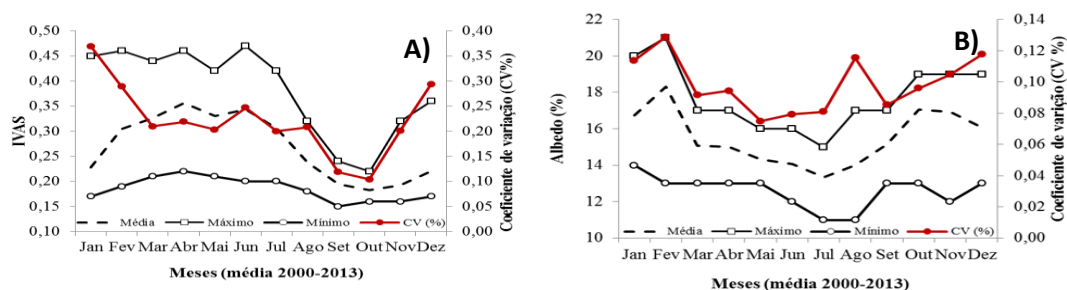 A)
0,50
0,45
0,40
0,35
0,30
0,25
0,20
0,15
0,10
IVAS
0,40
0,35
0,30
0,25
0,20
0,15
0,10
0,05
0,00
Coeficiente de variação (CV%)
Média Máximo Mínimo CV (%)
Jan Fev Mar Abr Mai Jun Jul Ago Set Out Nov Dez
Meses (média 2000-2013)
B)
22
20
18
16
14
12
10
Albedo (%)
0,14
0,12
0,10
0,08
0,06
0,04
0,02
0,00
Coeficiente de variação (CV %)
Média Máximo Mínimo CV (%)
Jan Fev Mar Abr Mai Jun Jul Ago Set Out Nov Dez
Meses (média 2000-2013)